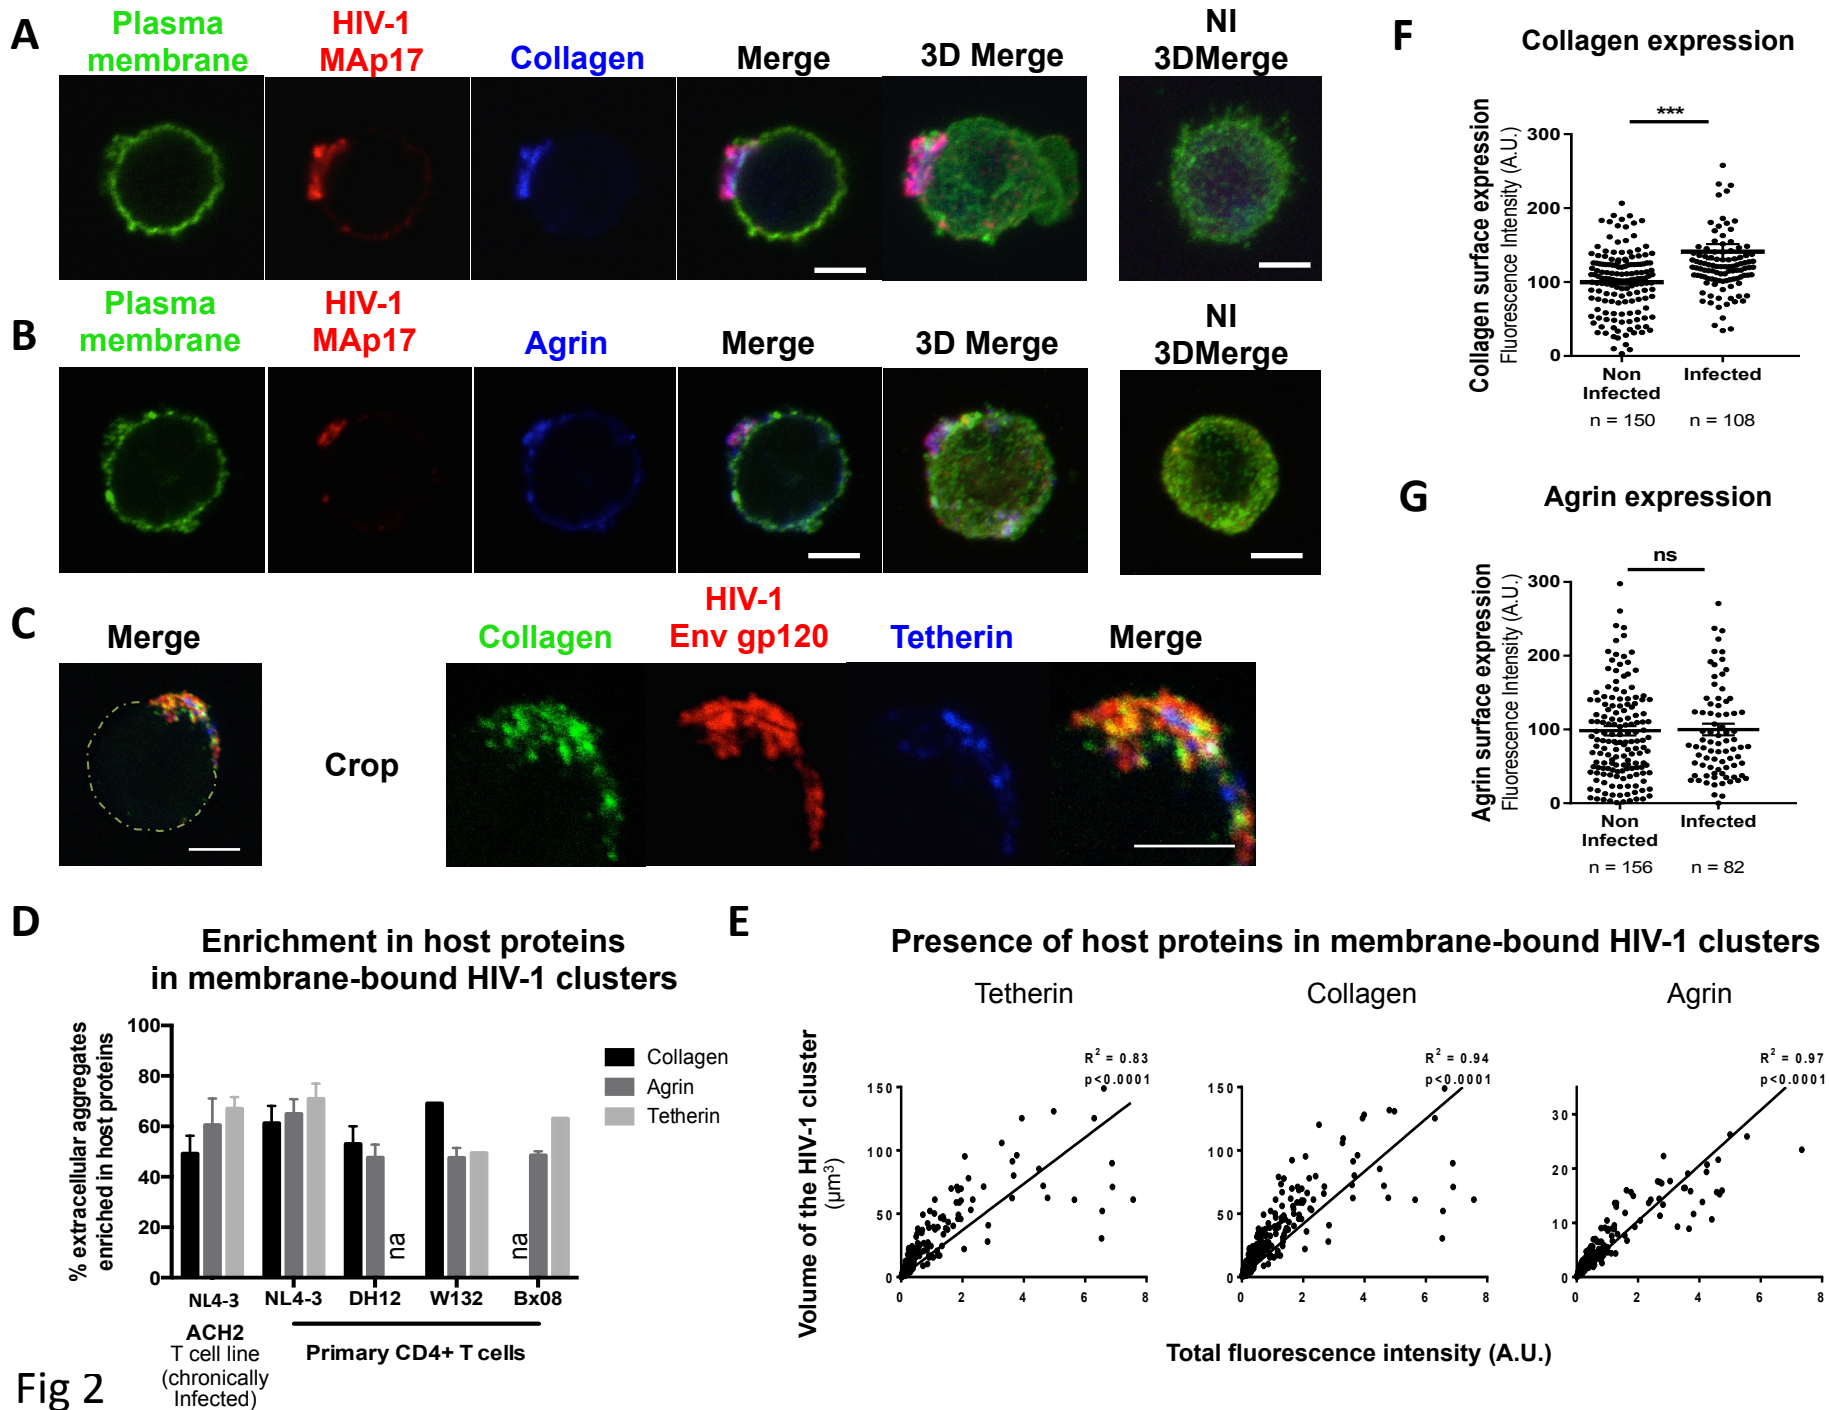 A
Plasma
membrane
HIV-1
MAp17
Collagen
Merge
3D Merge
NI
3DMerge
B
Plasma
membrane
HIV-1
MAp17
Agrin
Merge
3D Merge
NI
3DMerge
C
Merge
Crop
Collagen
HIV-1
Env gp120
Tetherin
Merge
D
Enrichment in host proteins
in membrane-bound HIV-1 clusters
% extracellular aggregates
enriched in host proteins
100
80
60
40
20
0
Collagen
Agrin
Tetherin
na
na
NL4-3
NL4-3
DH12
W132
Bx08
ACH2
T cell line
(chronically
Infected)
Primary CD4+ T cells
E
Presence of host proteins in membrane-bound HIV-1 clusters
Tetherin
Collagen
Agrin
Volume of the HIV-1 cluster
(µm³)
R² = 0.83
p<0.0001
150
100
50
0
0 2 4 6 8
R² = 0.94
p<0.0001
150
100
50
0
0 2 4 6 8
R² = 0.97
p<0.0001
30
20
10
0
0 2 4 6 8
Total fluorescence intensity (A.U.)
F
Collagen expression
Collagen surface expression
Fluorescence Intensity (A.U.)
***
300
200
100
0
Non
Infected
Infected
n = 150
n = 108
G
Agrin expression
Agrin surface expression
Fluorescence Intensity (A.U.)
ns
300
200
100
0
Non
Infected
Infected
n = 156
n = 82
Fig 2